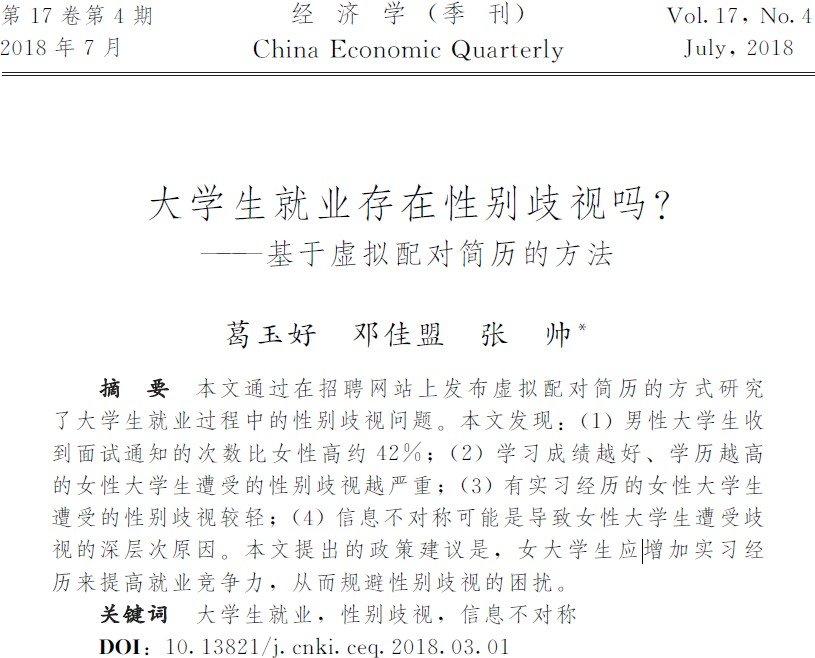 第 17 卷第 4 期 经 济 学 （季 刊） Vol. 17, No. 4
2018 年 7 月 China Economic Quarterly July, 2018
大学生就业存在性别歧视吗?
——基于虚拟配对简历的方法
葛玉好 邓佳盟 张 帅*
摘 要 本文通过在招聘网站上发布虚拟配对简历的方式研究
了大学生就业过程中的性别歧视问题。本文发现：(1) 男性大学生收
到面试通知的次数比女性高约 42%；(2) 学习成绩越好、学历越高
的女性大学生遭受的性别歧视越严重；(3) 有实习经历的女性大学生
遭受的性别歧视较轻；(4) 信息不对称可能是导致女性大学生遭受歧
视的深层次原因。本文提出的政策建议是，女大学生应增加实习经
历来提高就业竞争力，从而规避性别歧视的困扰。
关键词 大学生就业，性别歧视，信息不对称
DOI: 10.13821/j.cnki.ceq.2018.03.01